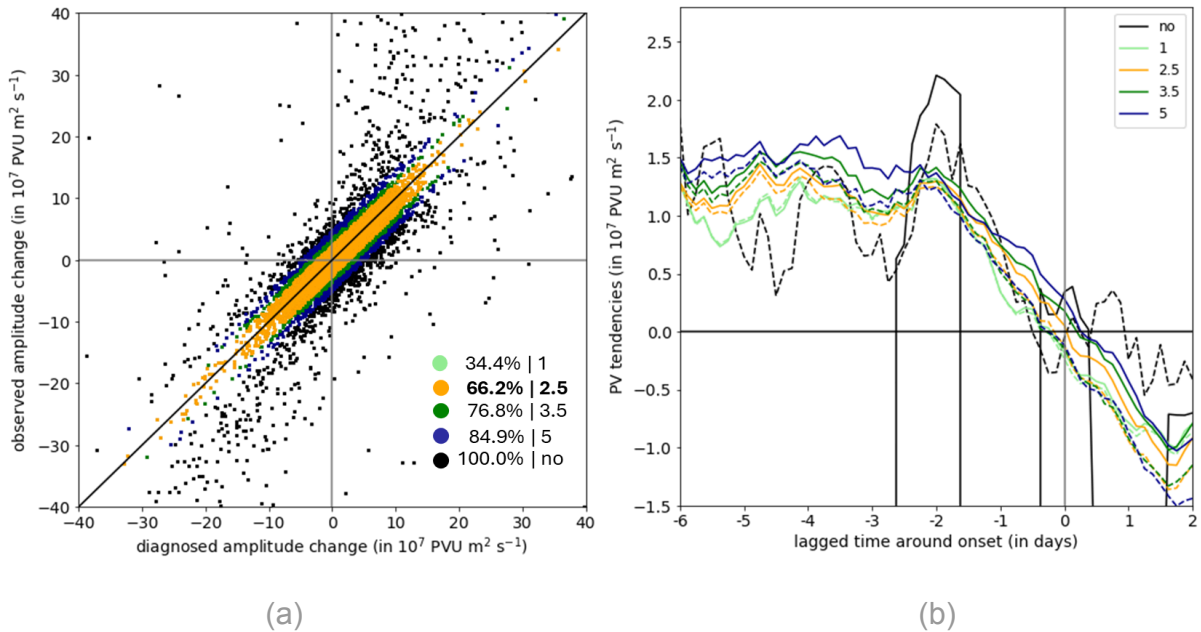 observed amplitude change (in 10⁷ PVU m² s⁻¹)
40
30
20
10
0
−10
−20
−30
−40
34.4% | 1
66.2% | 2.5
76.8% | 3.5
84.9% | 5
100.0% | no
−40 −30 −20 −10 0 10 20 30 40
diagnosed amplitude change (in 10⁷ PVU m² s⁻¹)
(a)
PV tendencies (in 10⁷ PVU m² s⁻¹)
2.5
2.0
1.5
1.0
0.5
0.0
−0.5
−1.0
−1.5
no
1
2.5
3.5
5
-6 -5 -4 -3 -2 -1 0 1 2
lagged time around onset (in days)
(b)